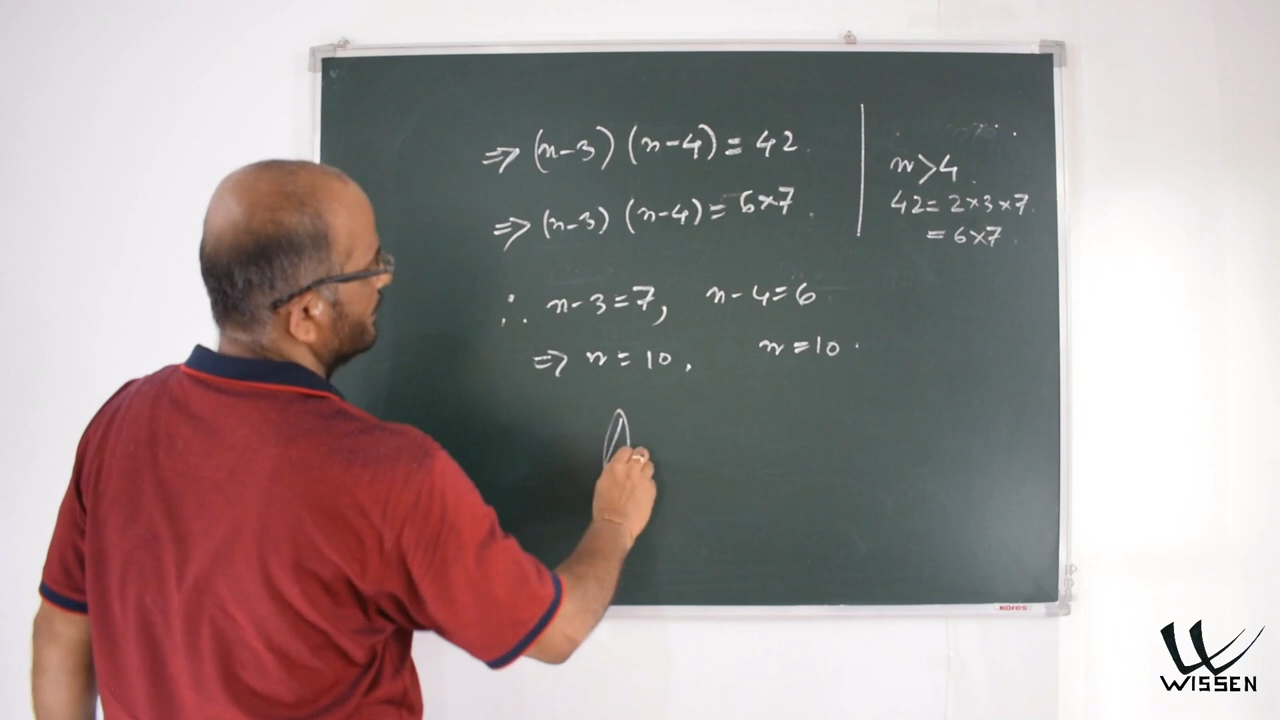 ⇒ (n-3) (n-4) = 42
⇒ (n-3) (n-4) = 6×7
∴ n-3=7, n-4=6
⇒ n=10, n=10.
n>4
42=2×3×7
=6×7
KORES
WISSEN